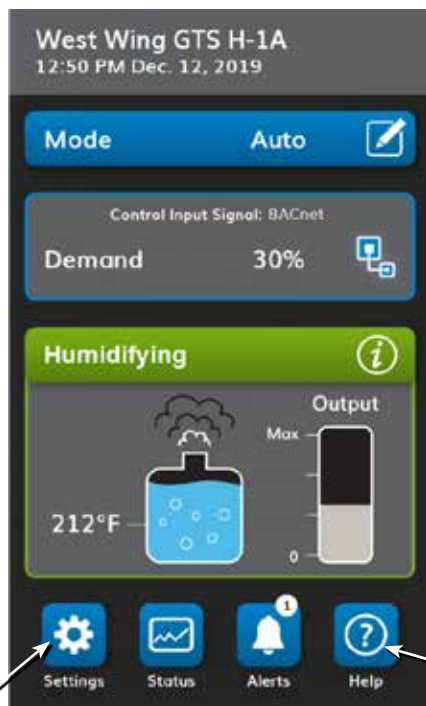 West Wing GTS H-1A
12:50 PM Dec. 12, 2019
Mode Auto
Control Input Signal: BACnet
Demand 30%
Humidifying
i
Output
Max
212°F
0
1
?
Settings Status Alerts Help